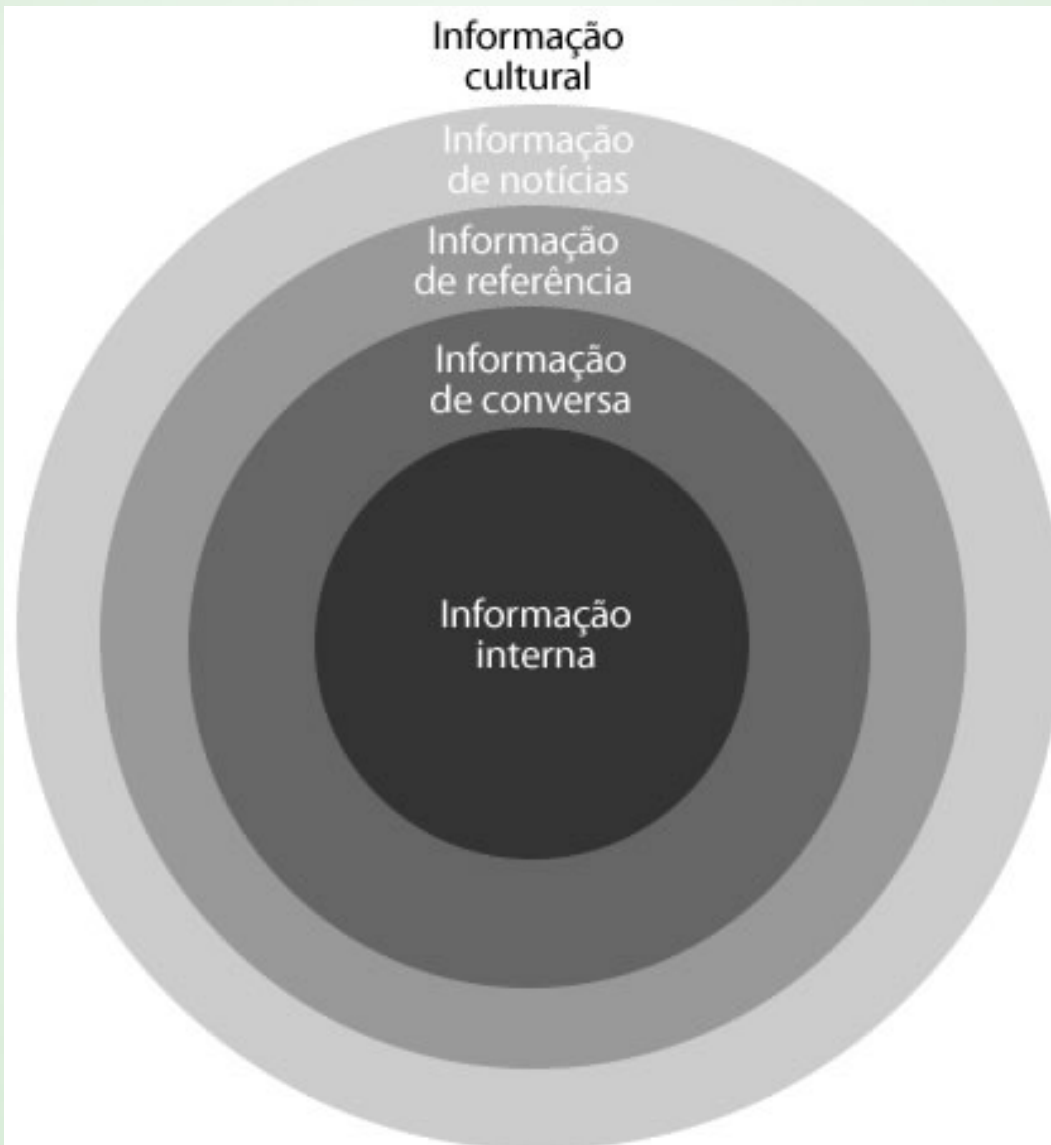 Informação
cultural
Informação
de notícias
Informação
de referência
Informação
de conversa
Informação
interna